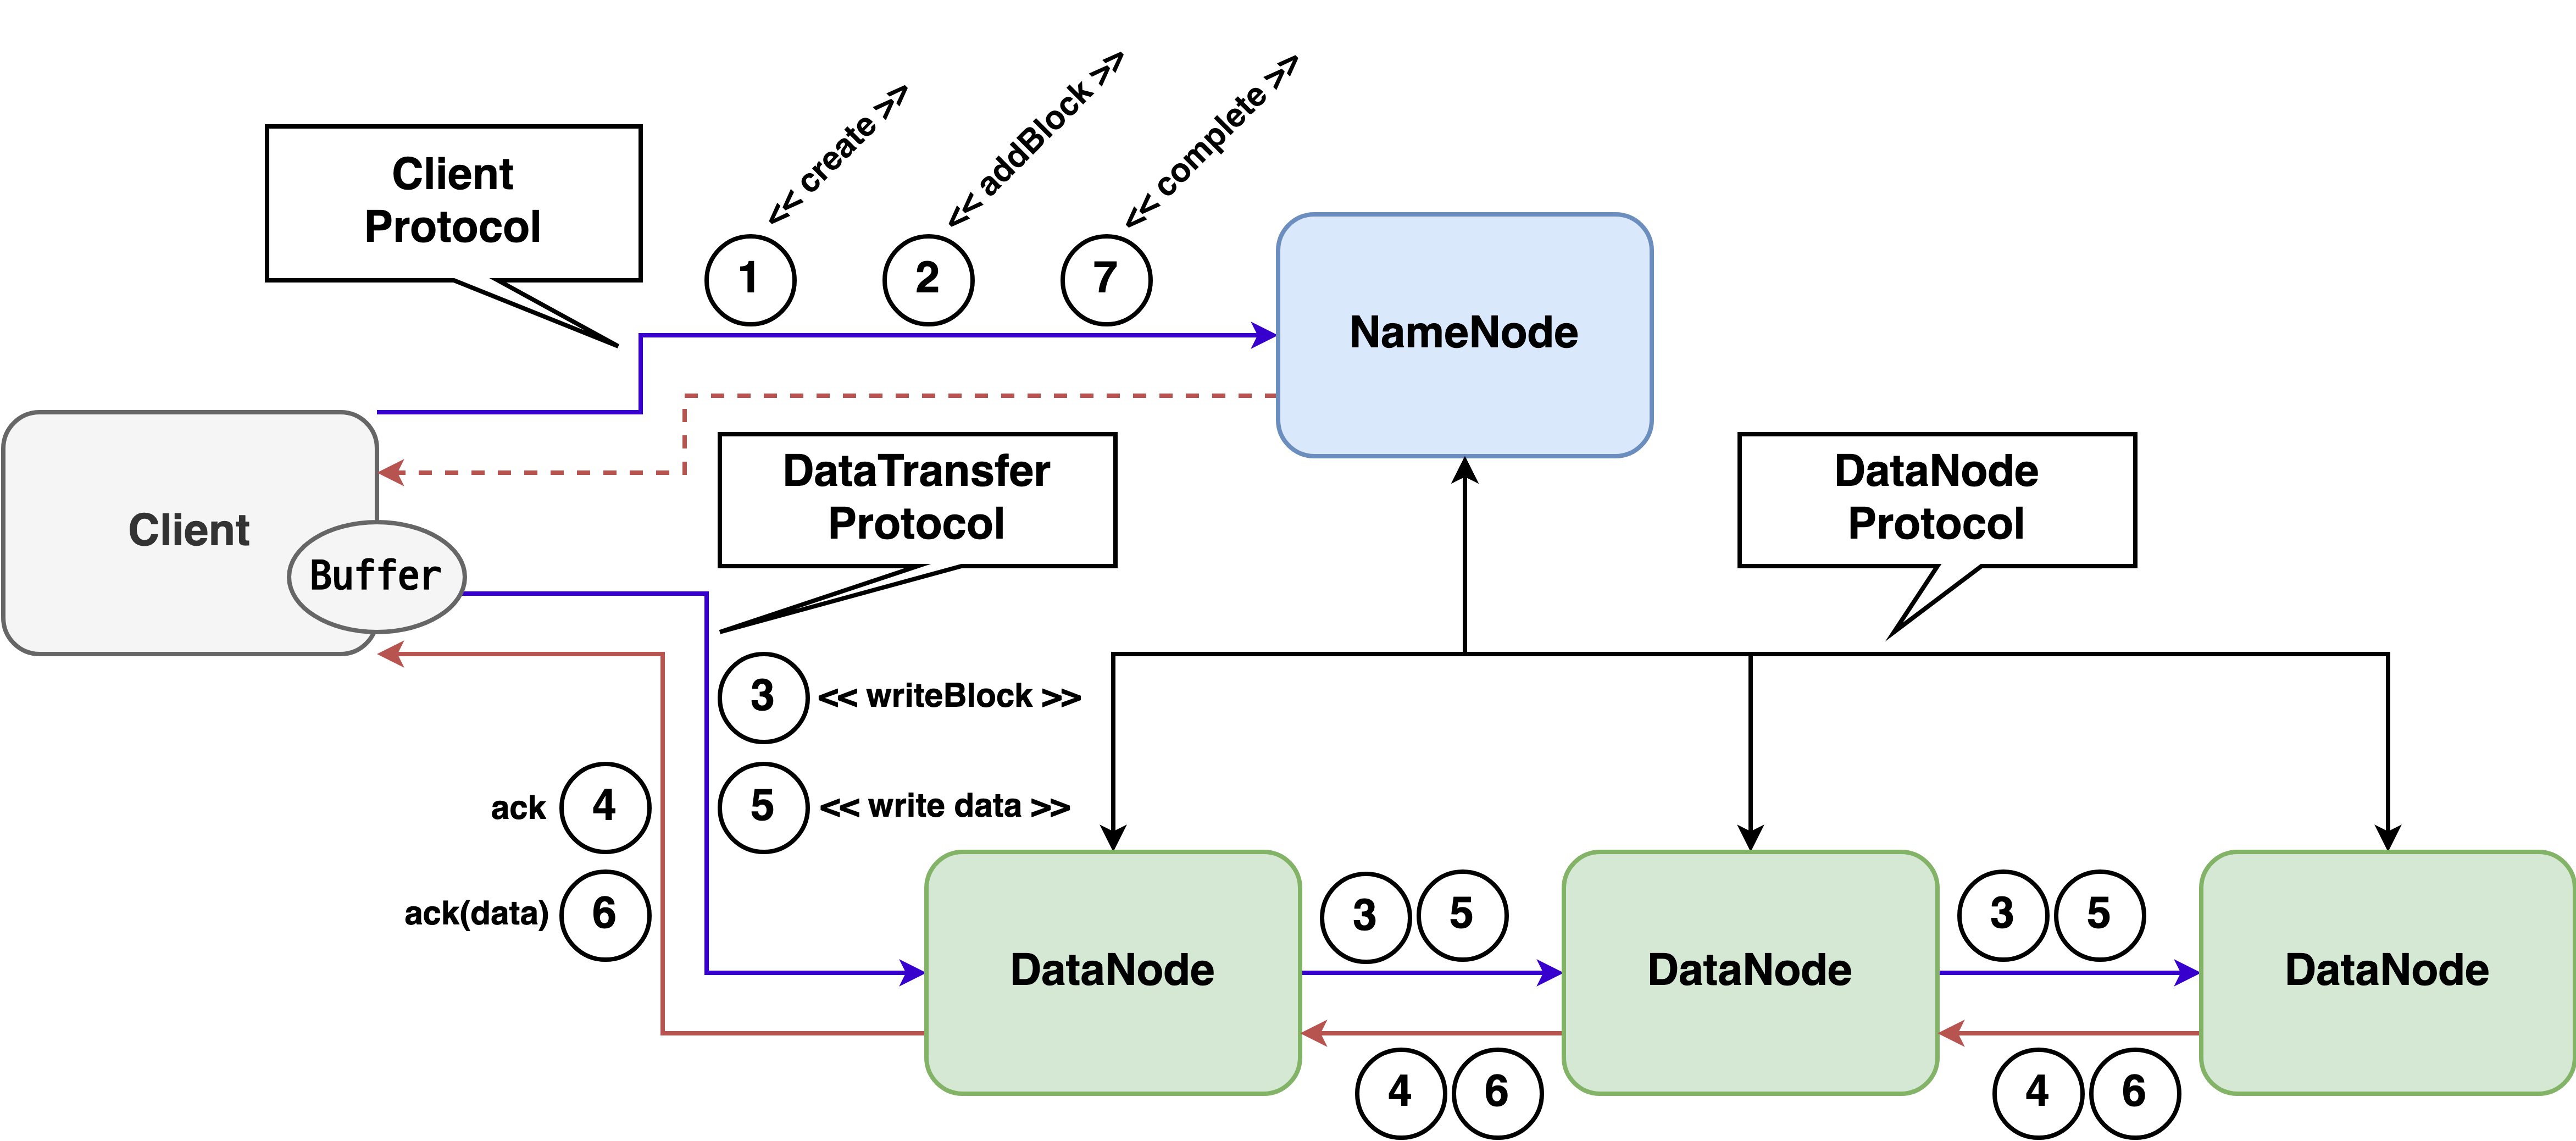 << create >>
<< addBlock >>
<< complete >>
Client
Protocol
1
2
7
NameNode
DataTransfer
Protocol
DataNode
Protocol
Client
Buffer
3 << writeBlock >>
ack 4
5 << write data >>
ack(data) 6
3 5
3 5
DataNode
DataNode
DataNode
4 6
4 6